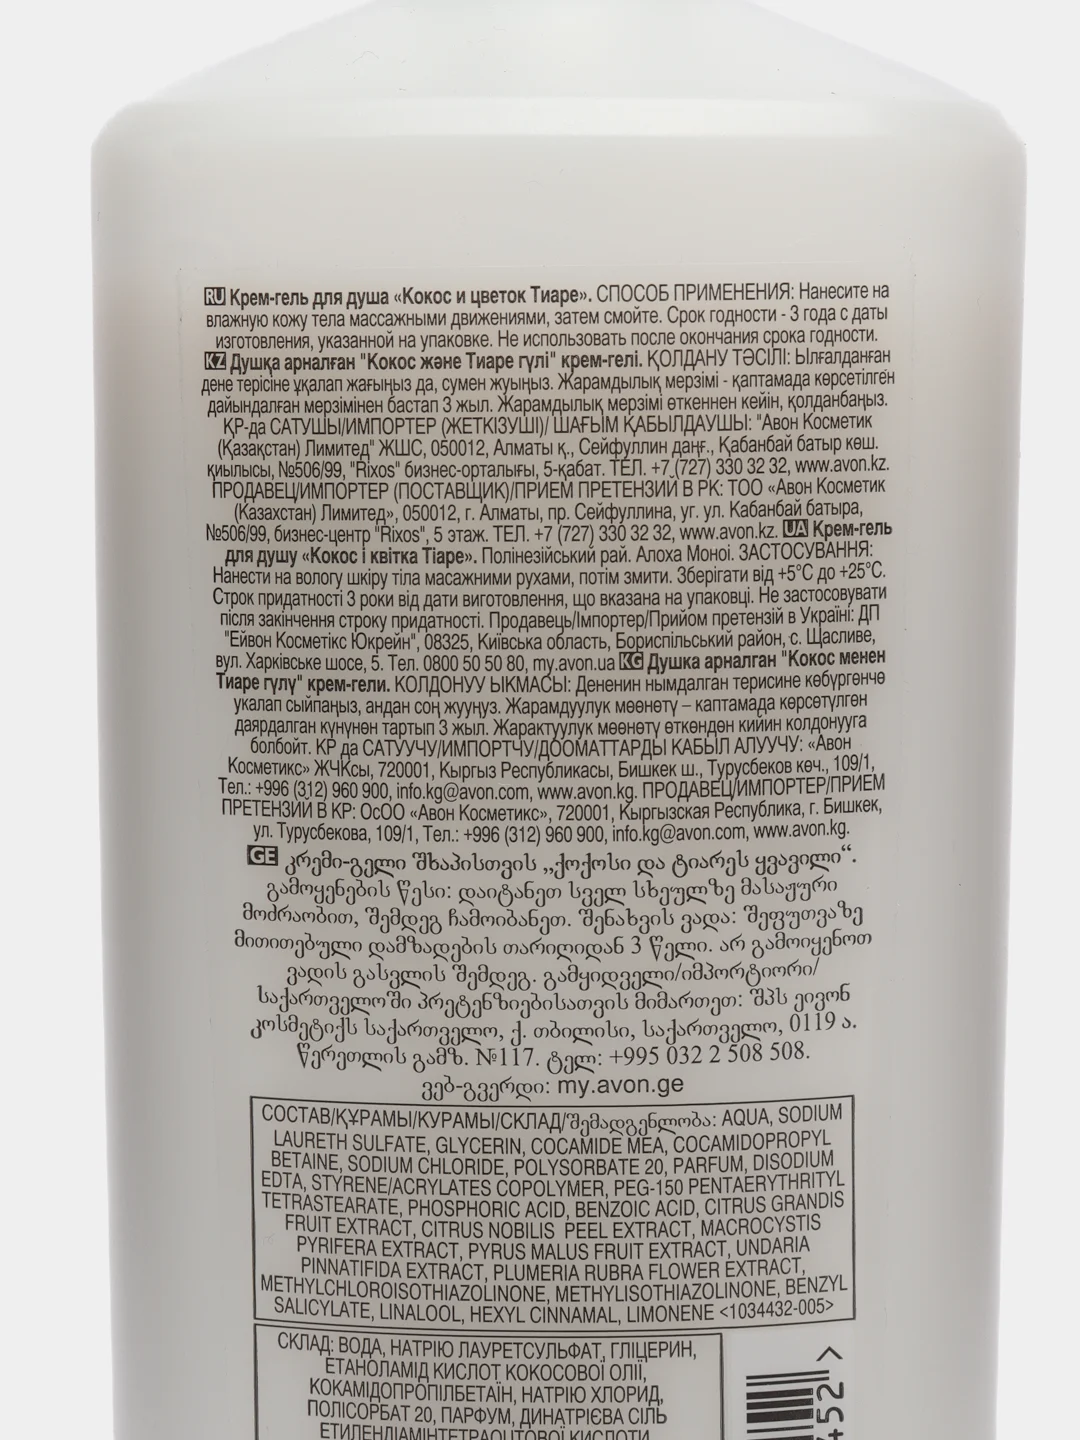 RU Крем-гель для душа «Кокос и цветок Тиаре». СПОСОБ ПРИМЕНЕНИЯ: Нанесите на
влажную кожу тела массажными движениями, затем смойте. Срок годности - 3 года с даты
изготовления, указанной на упаковке. Не использовать после окончания срока годности.
KZ Душқа арналған "Кокос және Тиаре гүлі" крем-гелі. ҚОЛДАНУ ТӘСІЛІ: Ылғалданған
дене терісіне ұқалап жағыңыз да, сумен жуыңыз. Жарамдылық мерзімі - қаптамада көрсетілген
дайындалған мерзімінен бастап 3 жыл. Жарамдылық мерзімі өткеннен кейін, қолданбаңыз.
ҚР-да САТУШЫ/ИМПОРТЕР (ЖЕТКІЗУШІ)/ ШАҒЫМ ҚАБЫЛДАУШЫ: "Авон Косметик
(Қазақстан) Лимитед" ЖШС, 050012, Алматы қ., Сейфуллин даңғ., Қабанбай батыр көш.
қиылысы, №506/99, "Rixos" бизнес-орталығы, 5-қабат. ТЕЛ. +7 (727) 330 32 32, www.avon.kz.
ПРОДАВЕЦ/ИМПОРТЕР (ПОСТАВЩИК)/ПРИЕМ ПРЕТЕНЗИЙ В РК: ТОО «Авон Косметик
(Казахстан) Лимитед», 050012, г. Алматы, пр. Сейфуллина, уг. ул. Кабанбай батыра,
№506/99, бизнес-центр "Rixos", 5 этаж. ТЕЛ. +7 (727) 330 32 32, www.avon.kz. UA Крем-гель
для душу «Кокос і квітка Тіаре». Полінезійський рай. Алоха Моної. ЗАСТОСУВАННЯ:
Нанести на вологу шкіру тіла масажними рухами, потім змити. Зберігати від +5°С до +25°С.
Строк придатності 3 роки від дати виготовлення, що вказана на упаковці. Не застосовувати
після закінчення строку придатності. Продавець/Імпортер/Прийом претензій в Україні: ДП
"Ейвон Косметікс Юкрейн", 08325, Київська область, Бориспільський район, с. Щасливе,
вул. Харківське шосе, 5. Тел. 0800 50 50 80, my.avon.ua KG Душка арналган "Кокос менен
Тиаре гүлү" крем-гели. КОЛДОНУУ ЫКМАСЫ: Дененин нымдалган терисине көбүргөнчө
укалап сыйпаңыз, андан соң жууңуз. Жарамдуулук мөөнөтү – каптамада көрсөтүлгөн
даярдалган күнүнөн тартып 3 жыл. Жарактуулук мөөнөтү өткөндөн кийин колдонууга
болбойт. КР да САТУУЧУ/ИМПОРТЧУ/ДООМАТТАРДЫ КАБЫЛ АЛУУЧУ: «Авон
Косметикс» ЖЧКсы, 720001, Кыргыз Республикасы, Бишкек ш., Турусбеков көч., 109/1,
Тел.: +996 (312) 960 900, info.kg@avon.com, www.avon.kg. ПРОДАВЕЦ/ИМПОРТЕР/ПРИЕМ
ПРЕТЕНЗИЙ В КР: ОсОО «Авон Косметикс», 720001, Кыргызская Республика, г. Бишкек,
ул. Турусбекова, 109/1, Тел.: +996 (312) 960 900, info.kg@avon.com, www.avon.kg.
GE კრემი-გელი შხაპისთვის „ქოქოსი და ტიარეს ყვავილი“.
გამოყენების წესი: დაიტანეთ სველ სხეულზე მასაჟური
მოძრაობით, შემდეგ ჩამოიბანეთ. შენახვის ვადა: შეფუთვაზე
მითითებული დამზადების თარიღიდან 3 წელი. არ გამოიყენოთ
ვადის გასვლის შემდეგ. გამყიდველი/იმპორტიორი/
საქართველოში პრეტენზიებისათვის მიმართეთ: შპს ეივონ
კოსმეტიქს საქართველო, ქ. თბილისი, საქართველო, 0119 ა.
წერეთლის გამზ. №117. ტელ: +995 032 2 508 508.
ვებ-გვერდი: my.avon.ge
СОСТАВ/ҚҰРАМЫ/КУРАМЫ/СКЛАД/შემადგენლობა: AQUA, SODIUM
LAURETH SULFATE, GLYCERIN, COCAMIDE MEA, COCAMIDOPROPYL
BETAINE, SODIUM CHLORIDE, POLYSORBATE 20, PARFUM, DISODIUM
EDTA, STYRENE/ACRYLATES COPOLYMER, PEG-150 PENTAERYTHRITYL
TETRASTEARATE, PHOSPHORIC ACID, BENZOIC ACID, CITRUS GRANDIS
FRUIT EXTRACT, CITRUS NOBILIS PEEL EXTRACT, MACROCYSTIS
PYRIFERA EXTRACT, PYRUS MALUS FRUIT EXTRACT, UNDARIA
PINNATIFIDA EXTRACT, PLUMERIA RUBRA FLOWER EXTRACT,
METHYLCHLOROISOTHIAZOLINONE, METHYLISOTHIAZOLINONE, BENZYL
SALICYLATE, LINALOOL, HEXYL CINNAMAL, LIMONENE <1034432-005>
СКЛАД: ВОДА, НАТРІЮ ЛАУРЕТСУЛЬФАТ, ГЛІЦЕРИН,
ЕТАНОЛАМІД КИСЛОТ КОКОСОВОЇ ОЛІЇ,
КОКАМІДОПРОПІЛБЕТАЇН, НАТРІЮ ХЛОРИД,
ПОЛІСОРБАТ 20, ПАРФУМ, ДИНАТРІЄВА СІЛЬ
ЕТИЛЕНДІАМІНТЕТРАОЦТОВОЇ КИСЛОТИ,
452 >